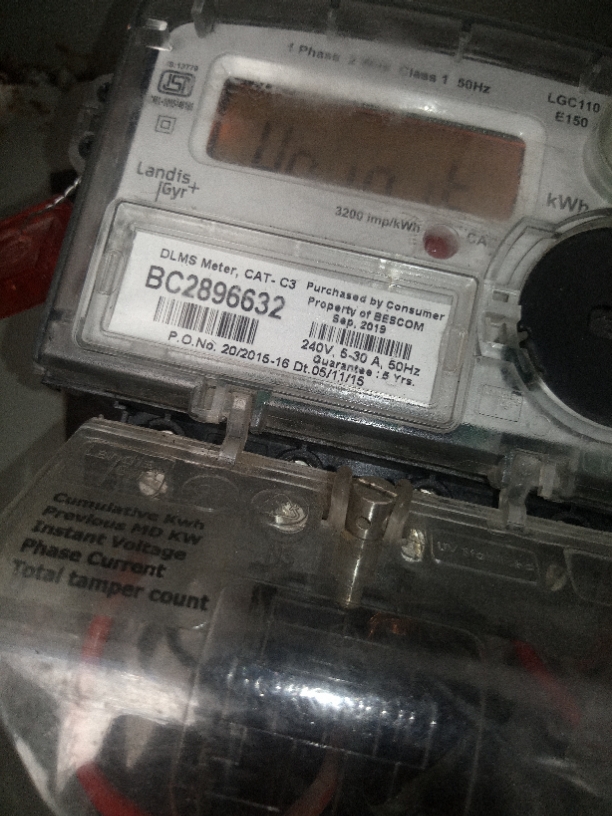 1 Phase 2 Wire Class 1 50Hz
IS:13779
LGC110
E150
Landis
Gyr+
kWh
3200 imp/kWh
CAL
DLMS Meter, CAT- C3
BC2896632
Purchased by Consumer
Property of BESCOM
Sep, 2019
240V, 5-30 A, 50Hz
Guarantee : 5 Yrs.
P.O.No. 20/2015-16 Dt.05/11/15
Cumulative Kwh
Previous MD KW
Instant Voltage
Phase Current
Total tamper count